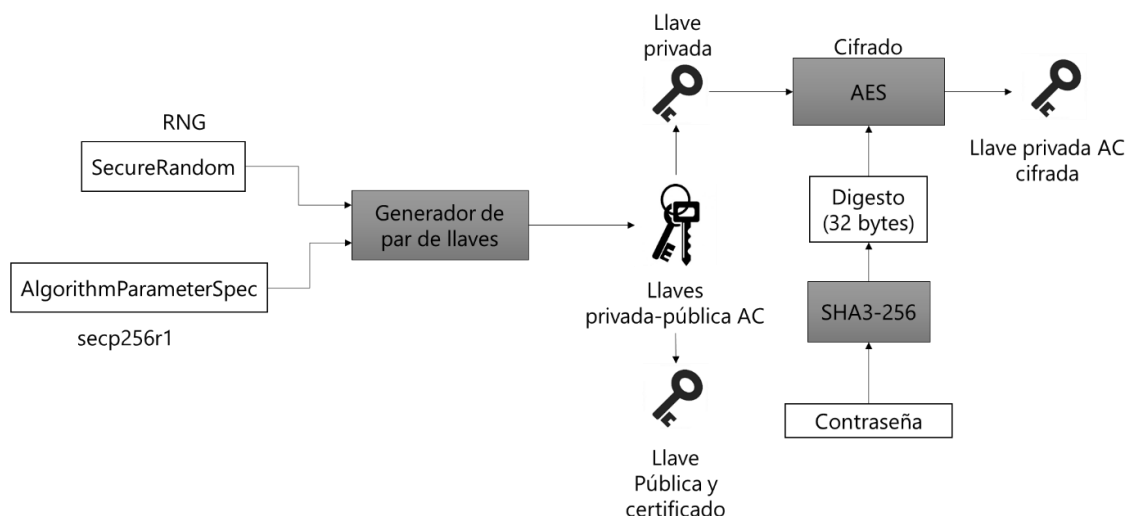 RNG
SecureRandom
AlgorithmParameterSpec
secp256r1
Generador de
par de llaves
Llave
privada
Llaves
privada-pública AC
Llave
Pública y
certificado
Cifrado
AES
Digesto
(32 bytes)
SHA3-256
Contraseña
Llave privada AC
cifrada